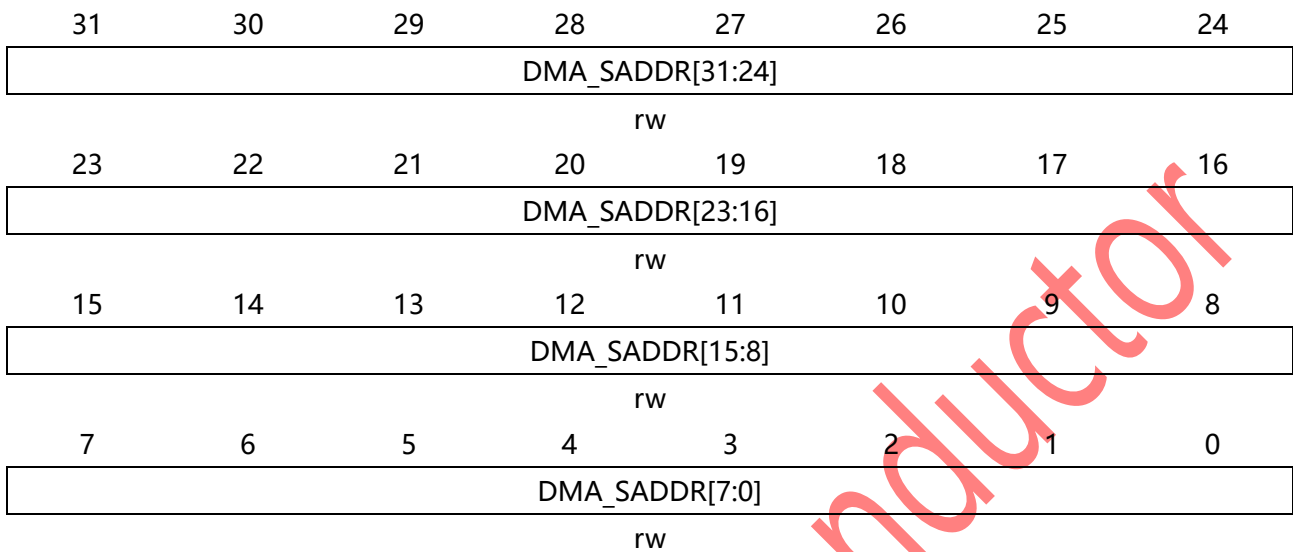 31 30 29 28 27 26 25 24
DMA_SADDR[31:24]
rw
23 22 21 20 19 18 17 16
DMA_SADDR[23:16]
rw
15 14 13 12 11 10 9 8
DMA_SADDR[15:8]
rw
7 6 5 4 3 2 1 0
DMA_SADDR[7:0]
rw
nductor